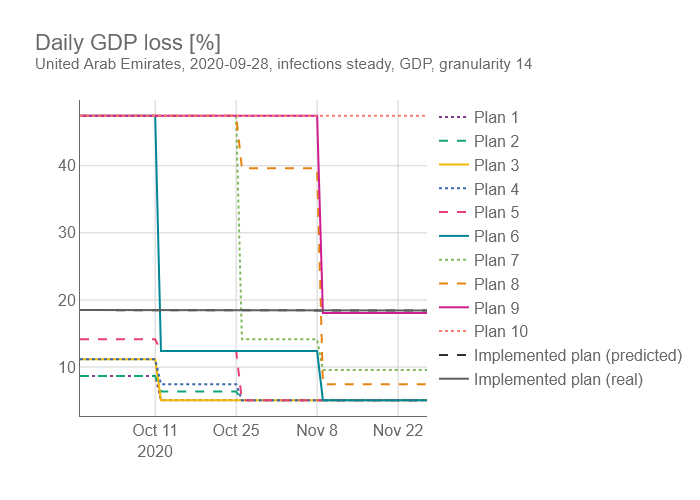 Daily GDP loss [%]
United Arab Emirates, 2020-09-28, infections steady, GDP, granularity 14
40
30
20
10
Oct 11
2020
Oct 25
Nov 8
Nov 22
Plan 1
Plan 2
Plan 3
Plan 4
Plan 5
Plan 6
Plan 7
Plan 8
Plan 9
Plan 10
Implemented plan (predicted)
Implemented plan (real)